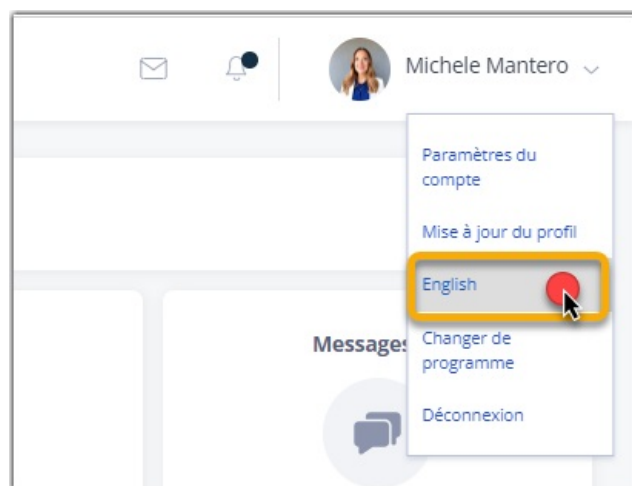 Michele Mantero
Paramètres du
compte
Mise à jour du profil
English
Changer de
programme
Déconnexion
Messages